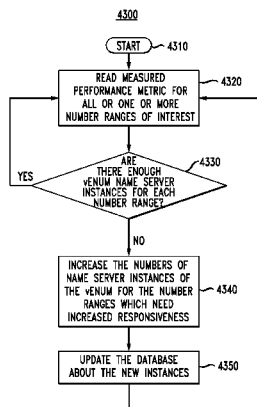 4300
START
4310
READ MEASURED
PERFORMANCE METRIC FOR
ALL OR ONE OR MORE
NUMBER RANGES OF INTEREST
4320
ARE
THERE ENOUGH
vENUM NAME SERVER
INSTANCES FOR EACH
NUMBER RANGE?
4330
YES
NO
INCREASE THE NUMBERS OF
NAME SERVER INSTANCES OF
THE vENUM FOR THE NUMBER
RANGES WHICH NEED
INCREASED RESPONSIVENESS
4340
UPDATE THE DATABASE
ABOUT THE NEW INSTANCES
4350